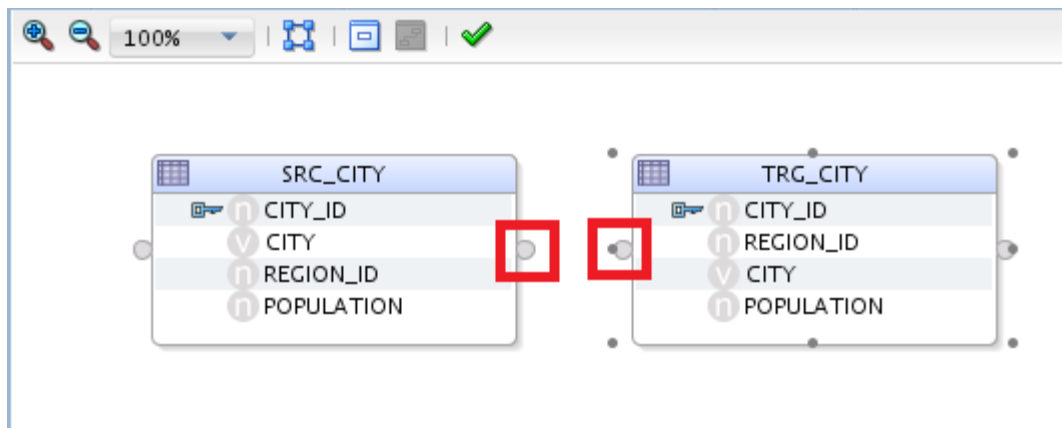 100%
SRC_CITY
n CITY_ID
v CITY
n REGION_ID
n POPULATION
TRG_CITY
n CITY_ID
n REGION_ID
v CITY
n POPULATION